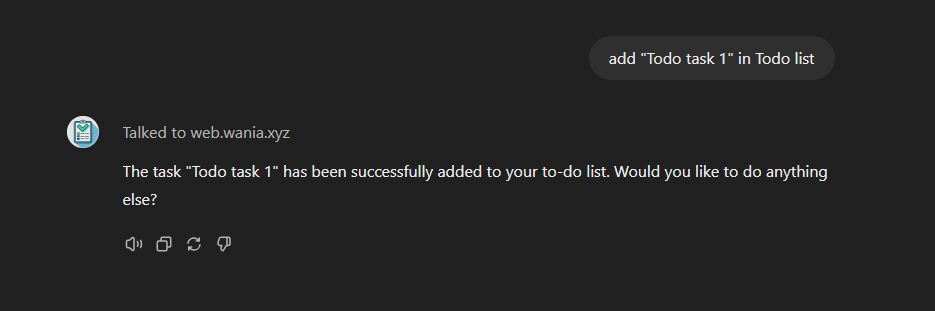 add "Todo task 1" in Todo list
Talked to web.wania.xyz
The task "Todo task 1" has been successfully added to your to-do list. Would you like to do anything
else?